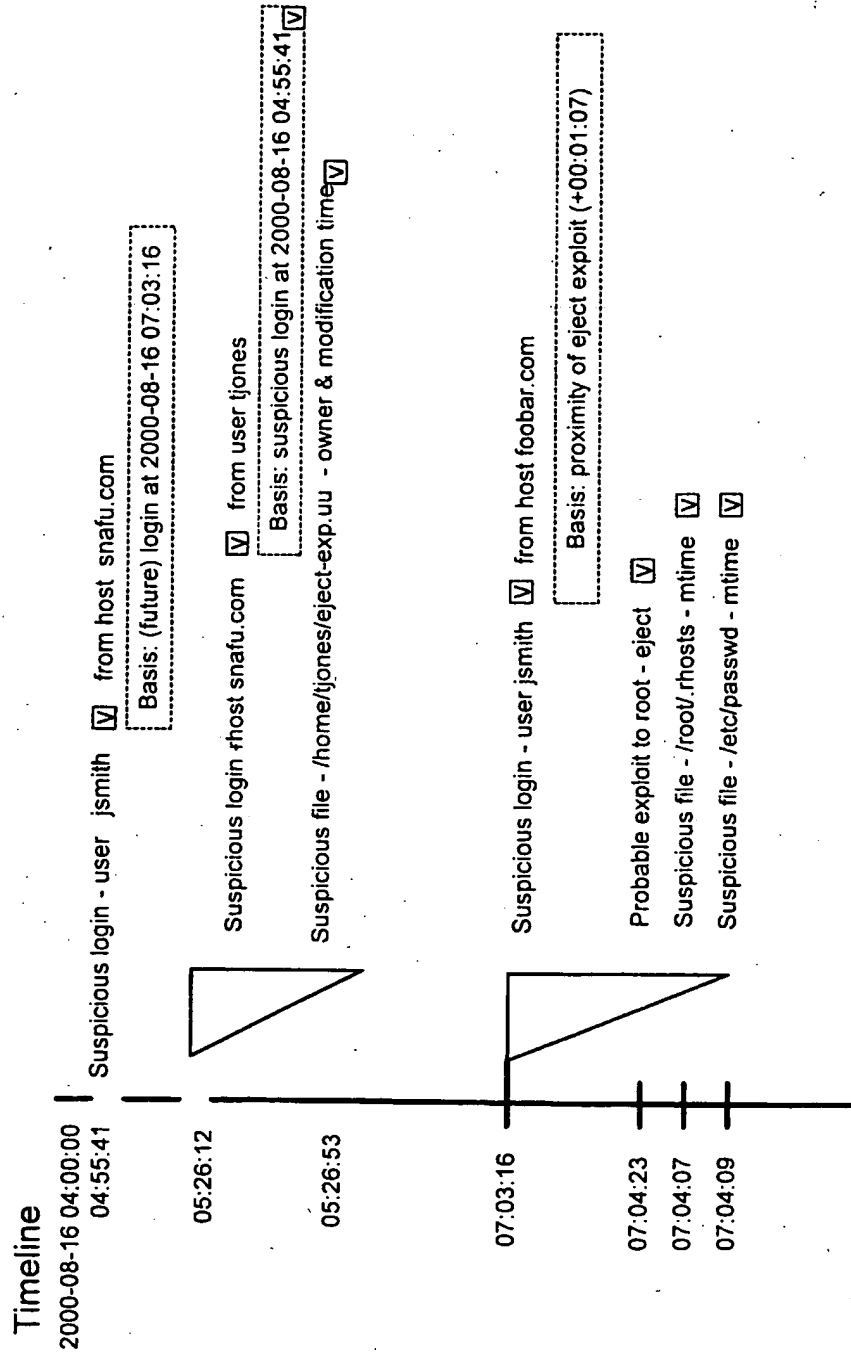 Timeline
2000-08-16 04:00:00
04:55:41 Suspicious login - user jsmith V from host snafu.com
Basis: (future) login at 2000-08-16 07:03:16
05:26:12 Suspicious login rhost snafu.com V from user tjones
Basis: suspicious login at 2000-08-16 04:55:41 V
05:26:53 Suspicious file - /home/tjones/eject-exp.uu - owner & modification time V
07:03:16 Suspicious login - user jsmith V from host foobar.com
Basis: proximity of eject exploit (+00:01:07)
07:04:23 Probable exploit to root - eject V
07:04:07 Suspicious file - /root/.rhosts - mtime V
07:04:09 Suspicious file - /etc/passwd - mtime V